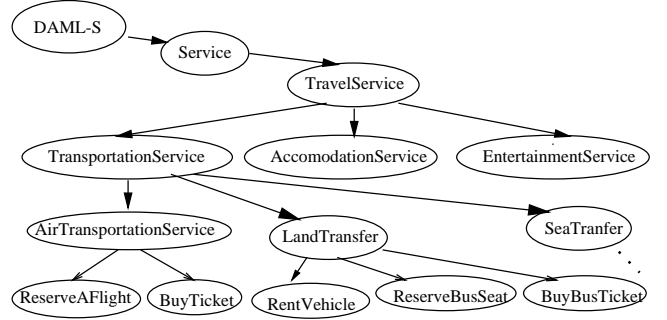 DAML-S
Service
TravelService
TransportationService
AccomodationService
EntertainmentService
AirTransportationService
LandTransfer
SeaTranfer
ReserveAFlight
BuyTicket
RentVehicle
ReserveBusSeat
BuyBusTicket